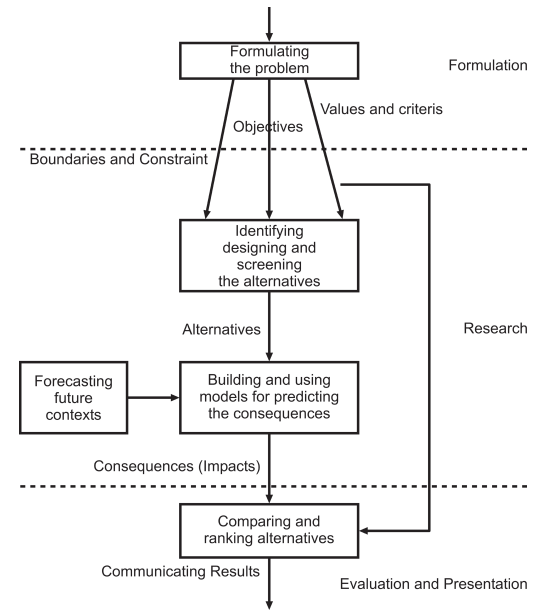 Formulating
the problem
Formulation
Values and criteris
Objectives
Boundaries and Constraint
Identifying
designing and
screening
the alternatives
Alternatives
Research
Forecasting
future
contexts
Building and using
models for predicting
the consequences
Consequences (Impacts)
Comparing and
ranking alternatives
Communicating Results
Evaluation and Presentation